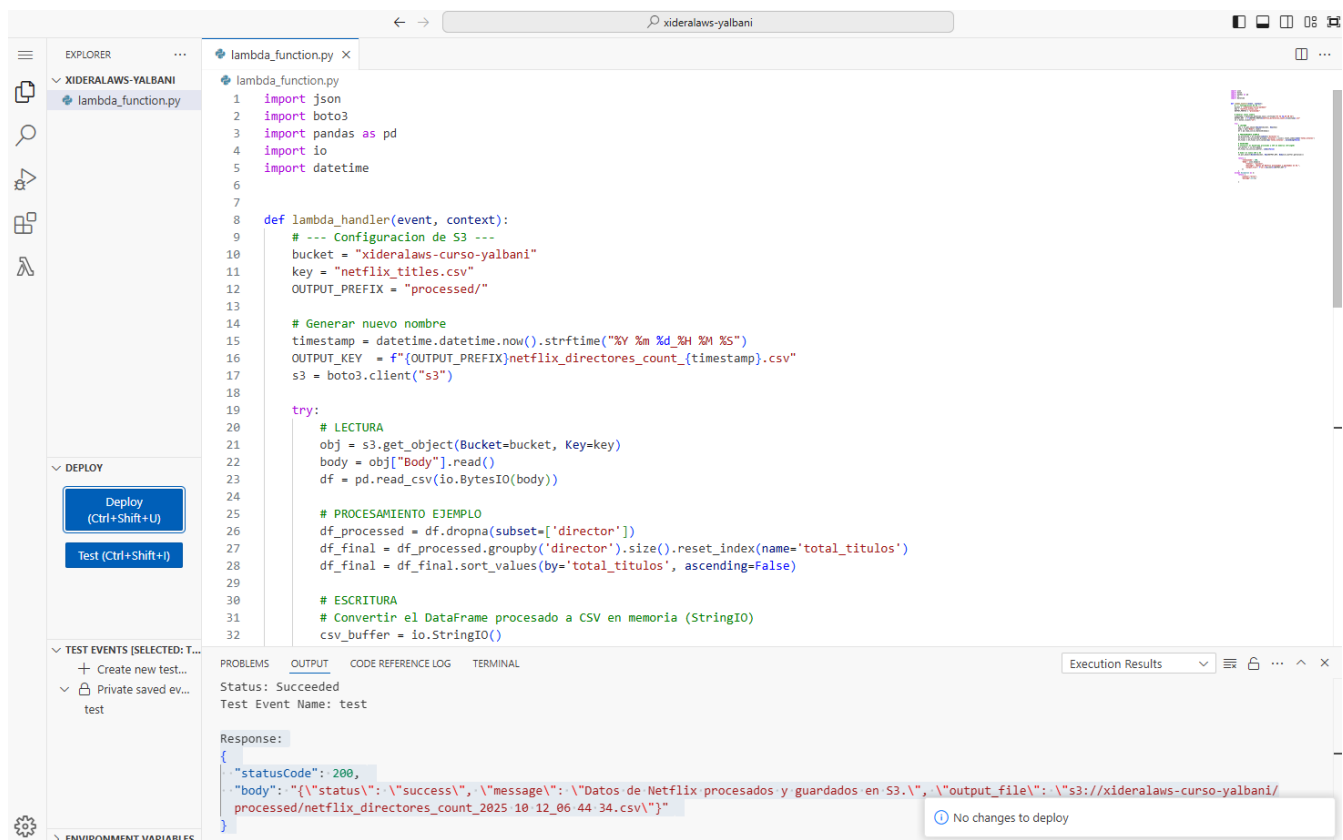 xideralaws-yalbani
EXPLORER
XIDERALAWS-YALBANI
lambda_function.py
DEPLOY
Deploy
(Ctrl+Shift+U)
Test (Ctrl+Shift+I)
TEST EVENTS [SELECTED: T...
Create new test...
Private saved ev...
test
ENVIRONMENT VARIABLES
lambda_function.py
lambda_function.py
1 import json
2 import boto3
3 import pandas as pd
4 import io
5 import datetime
6
7
8 def lambda_handler(event, context):
9     # --- Configuracion de S3 ---
10     bucket = "xideralaws-curso-yalbani"
11     key = "netflix_titles.csv"
12     OUTPUT_PREFIX = "processed/"
13
14     # Generar nuevo nombre
15     timestamp = datetime.datetime.now().strftime("%Y %m %d_%H %M %S")
16     OUTPUT_KEY  = f"{OUTPUT_PREFIX}netflix_directores_count_{timestamp}.csv"
17     s3 = boto3.client("s3")
18
19     try:
20         # LECTURA
21         obj = s3.get_object(Bucket=bucket, Key=key)
22         body = obj["Body"].read()
23         df = pd.read_csv(io.BytesIO(body))
24
25         # PROCESAMIENTO EJEMPLO
26         df_processed = df.dropna(subset=['director'])
27         df_final = df_processed.groupby('director').size().reset_index(name='total_titulos')
28         df_final = df_final.sort_values(by='total_titulos', ascending=False)
29
30         # ESCRITURA
31         # Convertir el DataFrame procesado a CSV en memoria (StringIO)
32         csv_buffer = io.StringIO()
PROBLEMS OUTPUT CODE REFERENCE LOG TERMINAL
Execution Results
Status: Succeeded
Test Event Name: test
Response:
{
"statusCode": 200,
"body": "{\"status\": \"success\", \"message\": \"Datos de Netflix procesados y guardados en S3.\", \"output_file\": \"s3://xideralaws-curso-yalbani/
processed/netflix_directores_count_2025 10 12_06 44 34.csv\"}"
}
No changes to deploy